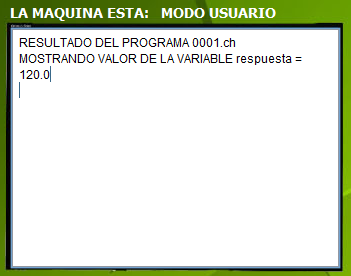 LA MAQUINA ESTA: MODO USUARIO
RESULTADO DEL PROGRAMA 0001.ch
MOSTRANDO VALOR DE LA VARIABLE respuesta =
120.0